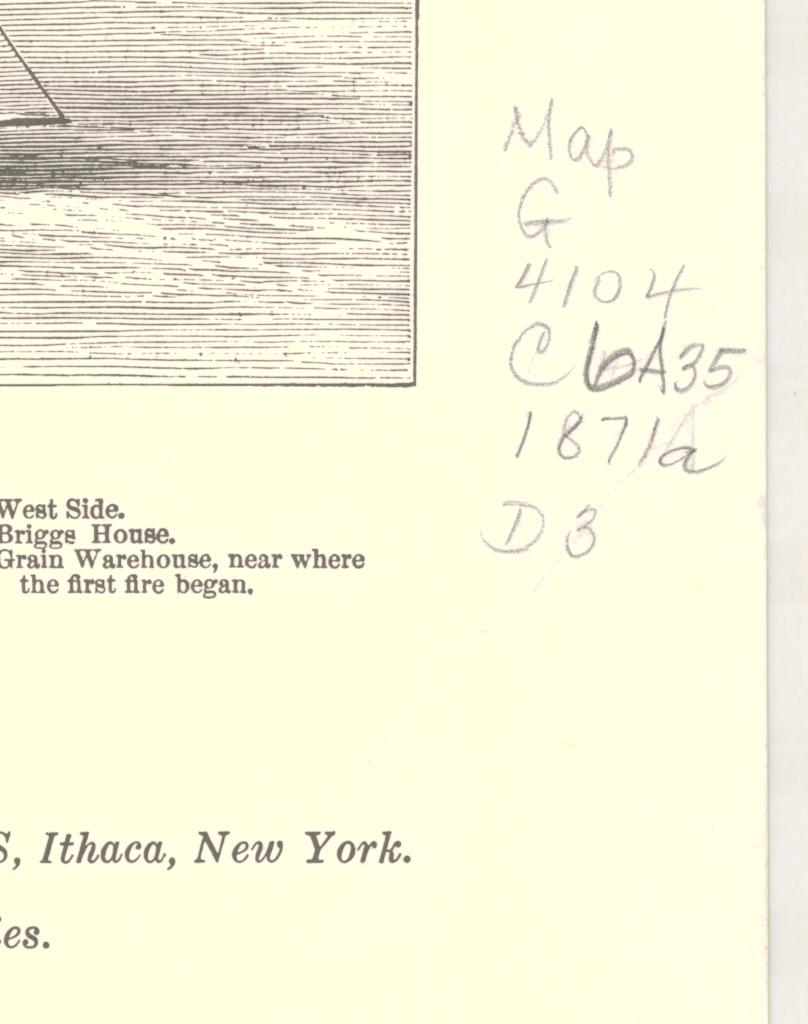 Map
G
4104
C6A35
1871a
D3
West Side.
Briggs House.
Grain Warehouse, near where
the first fire began.
S, Ithaca, New York.
es.